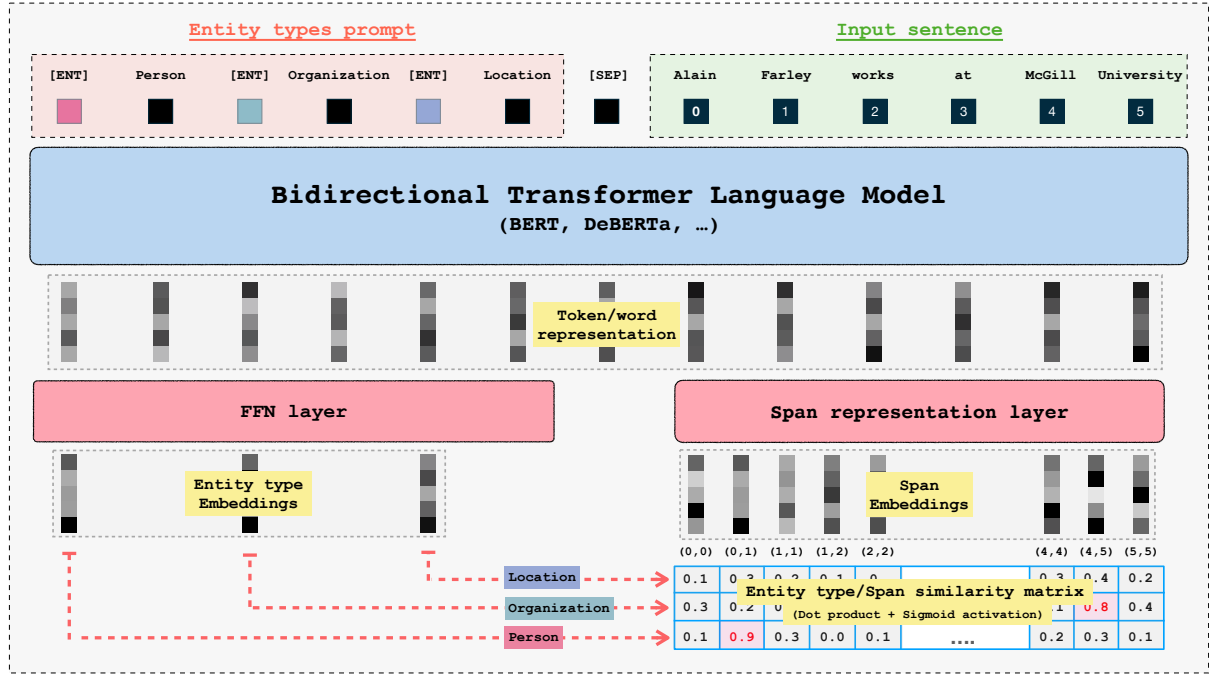 Entity types prompt
Input sentence
[ENT] Person [ENT] Organization [ENT] Location [SEP] Alain Farley works at McGill University
0 1 2 3 4 5
Bidirectional Transformer Language Model
(BERT, DeBERTa, …)
Token/word
representation
FFN layer
Span representation layer
Entity type
Embeddings
Span
Embeddings
(0,0) (0,1) (1,1) (1,2) (2,2) (4,4) (4,5) (5,5)
Location 0.1 0.4 0.2
Entity type/Span similarity matrix
Organization 0.3 0.2 0.8 0.4
(Dot product + Sigmoid activation)
Person 0.1 0.9 0.3 0.0 0.1 .... 0.2 0.3 0.1